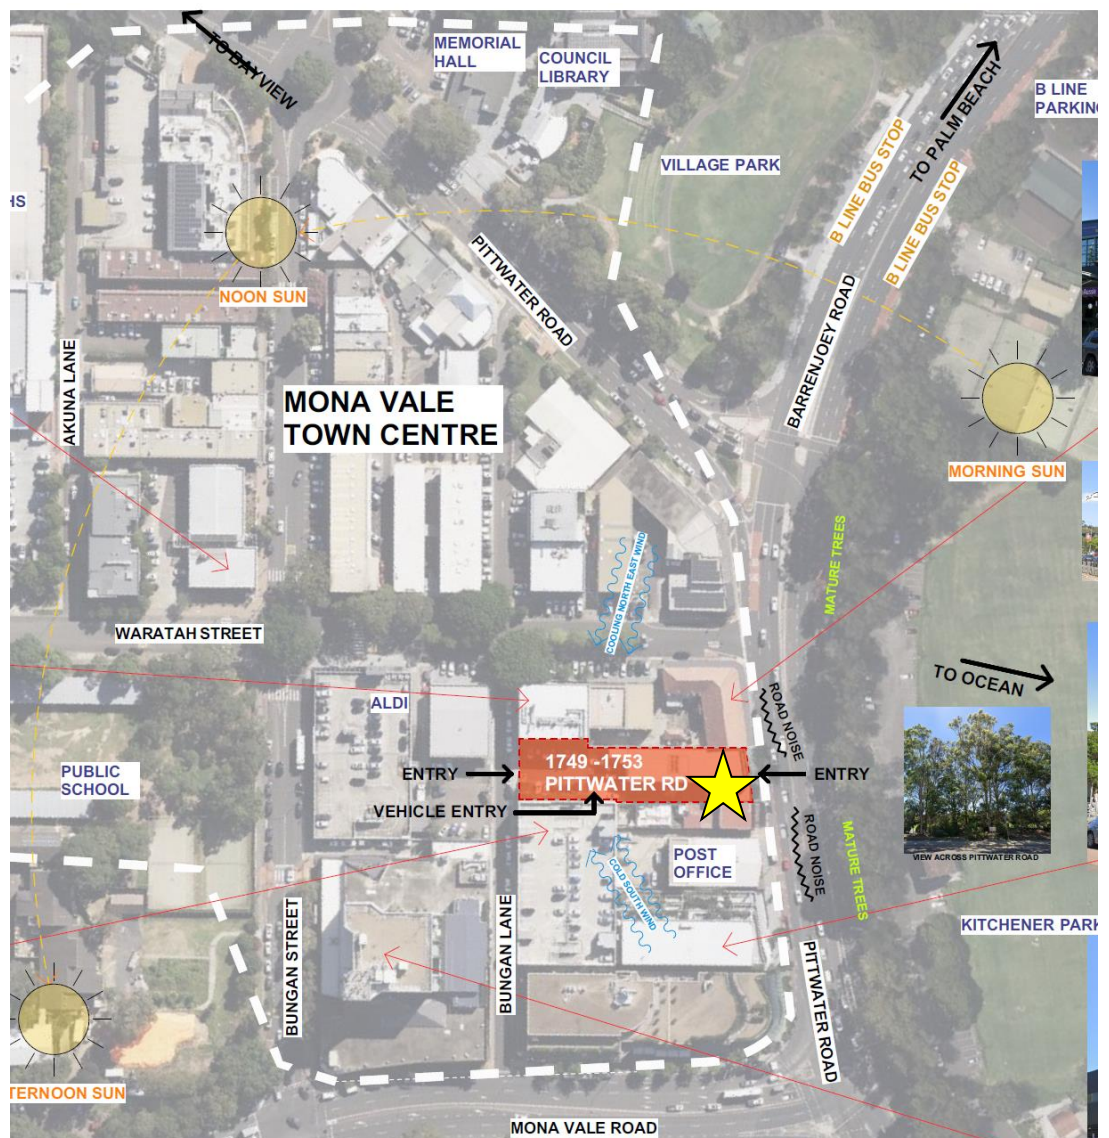 TO BAYVIEW
MEMORIAL
HALL
COUNCIL
LIBRARY
B LINE
PARKING
TO PALM BEACH
B LINE BUS STOP
B LINE BUS STOP
VILLAGE PARK
HS
PITTWATER ROAD
NOON SUN
BARRENJOEY ROAD
AKUNA LANE
MONA VALE
TOWN CENTRE
MORNING SUN
MATURE TREES
COOLING NORTH EAST WIND
WARATAH STREET
TO OCEAN
ALDI
ROAD NOISE
PUBLIC
SCHOOL
ENTRY
1749 -1753
PITTWATER RD
ENTRY
VEHICLE ENTRY
ROAD NOISE
MATURE TREES
VIEW ACROSS PITTWATER ROAD
POST
OFFICE
COLD SOUTH WIND
KITCHENER PARK
BUNGAN STREET
BUNGAN LANE
PITTWATER ROAD
TERNOON SUN
MONA VALE ROAD